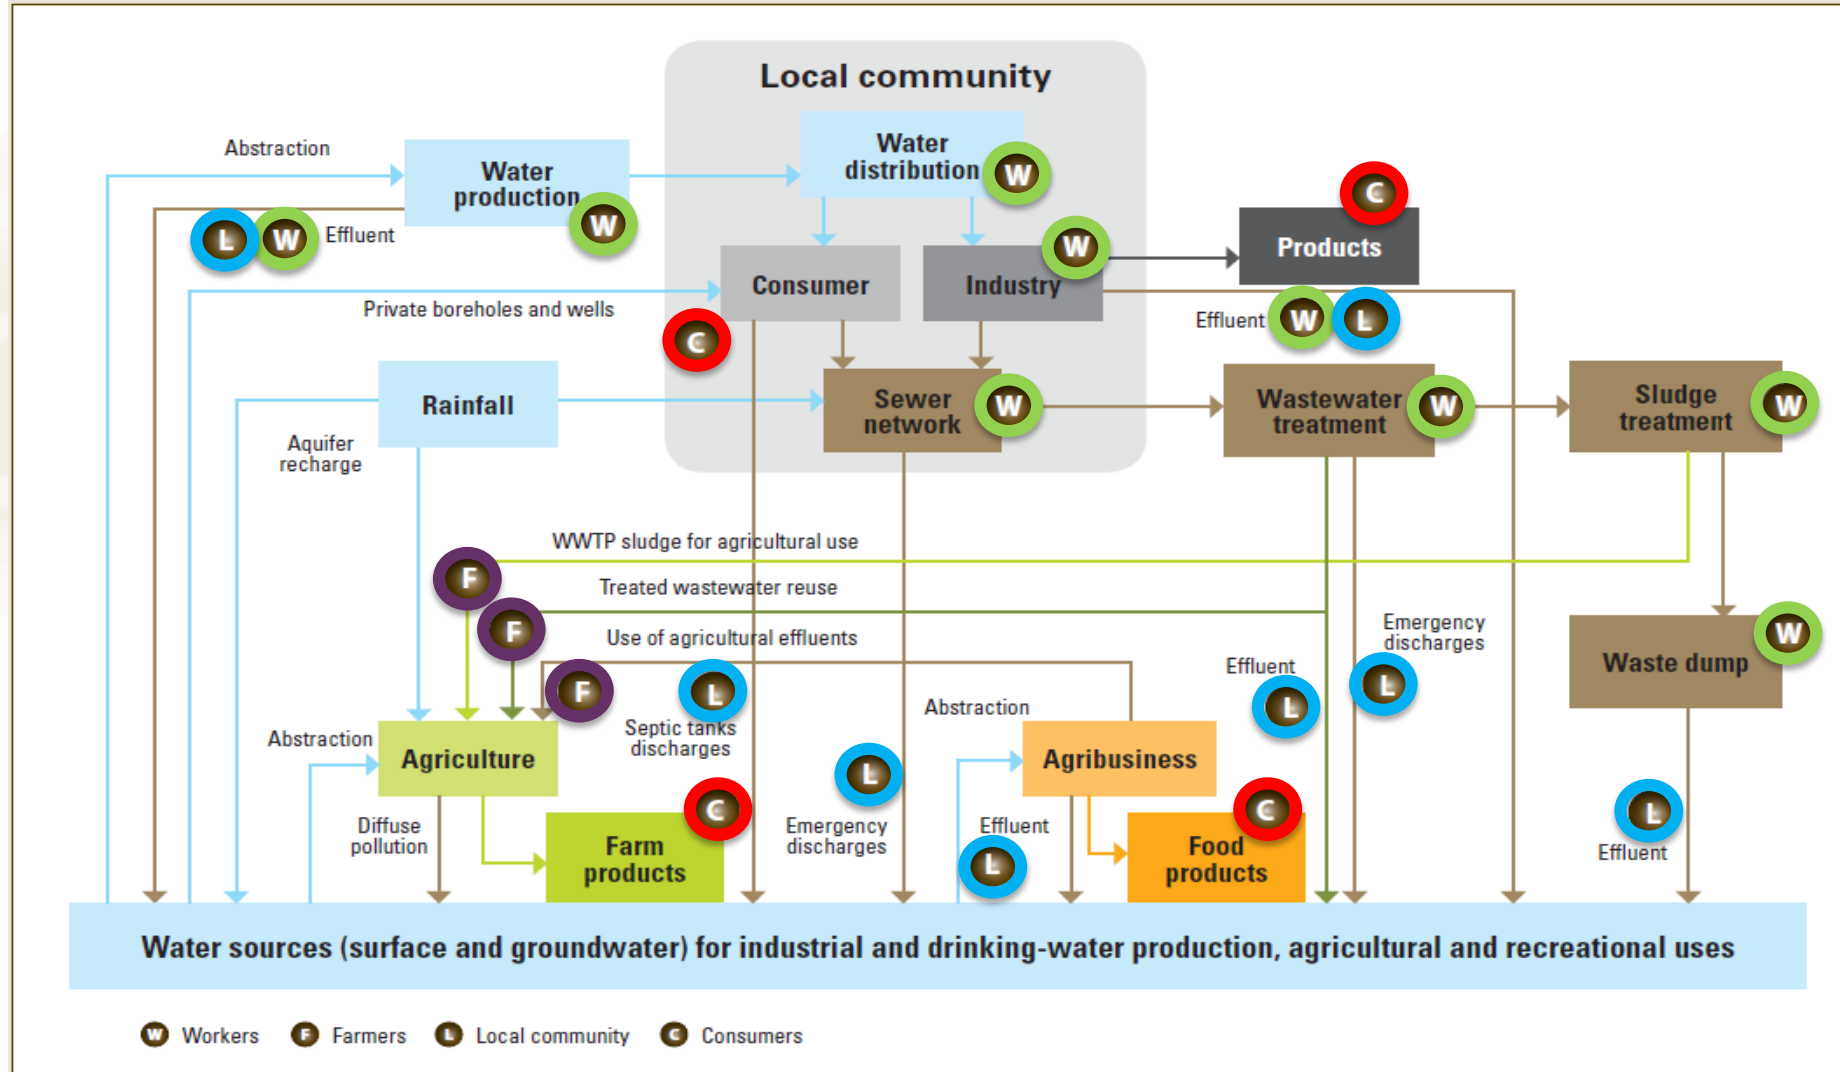 Local community
Abstraction
Water
production
W
Water
distribution
W
L
W
Effluent
C
Products
Private boreholes and wells
Consumer
C
Industry
W
Effluent
W
L
Rainfall
Aquifer
recharge
Sewer
network
W
Wastewater
treatment
W
Sludge
treatment
W
WWTP sludge for agricultural use
F
Treated wastewater reuse
F
Use of agricultural effluents
F
L
Septic tanks
discharges
Emergency
discharges
L
Effluent
L
Waste dump
W
Abstraction
Agriculture
Abstraction
Agribusiness
L
Emergency
discharges
Diffuse
pollution
Farm
products
C
Effluent
L
Food
products
C
L
Effluent
Water sources (surface and groundwater) for industrial and drinking-water production, agricultural and recreational uses
W Workers
F Farmers
L Local community
C Consumers